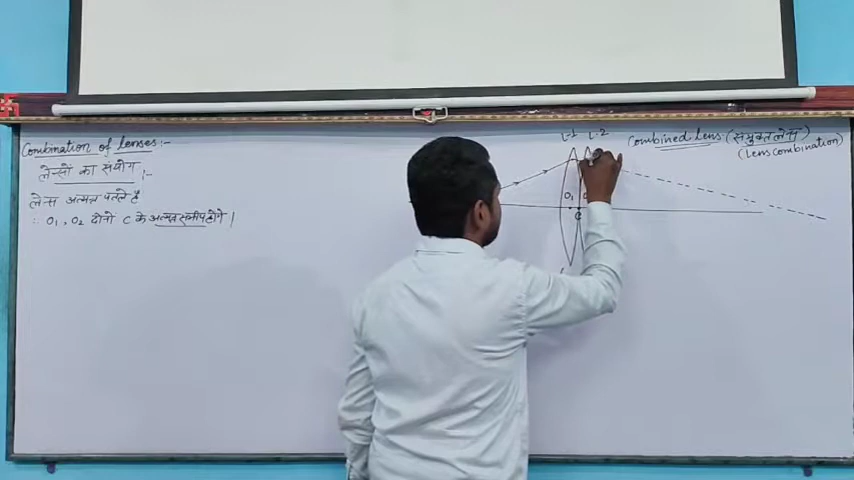 Combination of lenses:-
लेन्सों का संयोग:-
लेन्स अत्यन्त पतले है
∴ O₁, O₂ दोनो C के अत्यन्त समीप होगे |
L-1 L-2
Combined Lens (संयुक्त लेन्स)
(Lens combination)
O₁
C